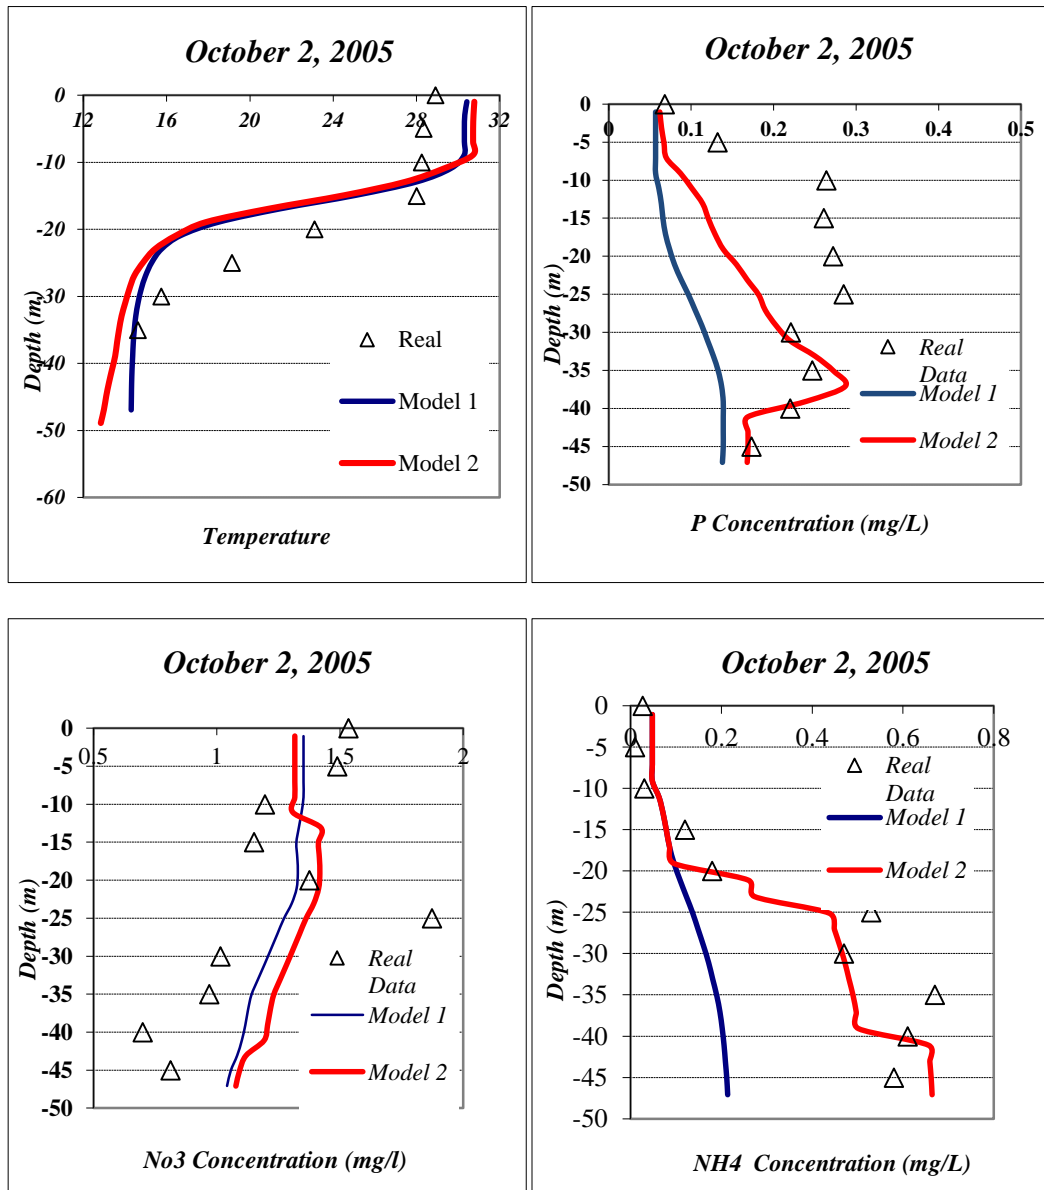 October 2, 2005
0
12 16 20 24 28 32
-10
-20
-30
-40
-50
-60
Depth (m)
Real
Model 1
Model 2
Temperature
October 2, 2005
0
0 0.1 0.2 0.3 0.4 0.5
-5
-10
-15
-20
-25
-30
-35
-40
-45
-50
Depth (m)
Real
Data
Model 1
Model 2
P Concentration (mg/L)
October 2, 2005
0
0.5 1 1.5 2
-5
-10
-15
-20
-25
-30
-35
-40
-45
-50
Depth (m)
Real
Data
Model 1
Model 2
No3 Concentration (mg/l)
October 2, 2005
0
0 0.2 0.4 0.6 0.8
-5
-10
-15
-20
-25
-30
-35
-40
-45
-50
Depth (m)
Real
Data
Model 1
Model 2
NH4 Concentration (mg/L)